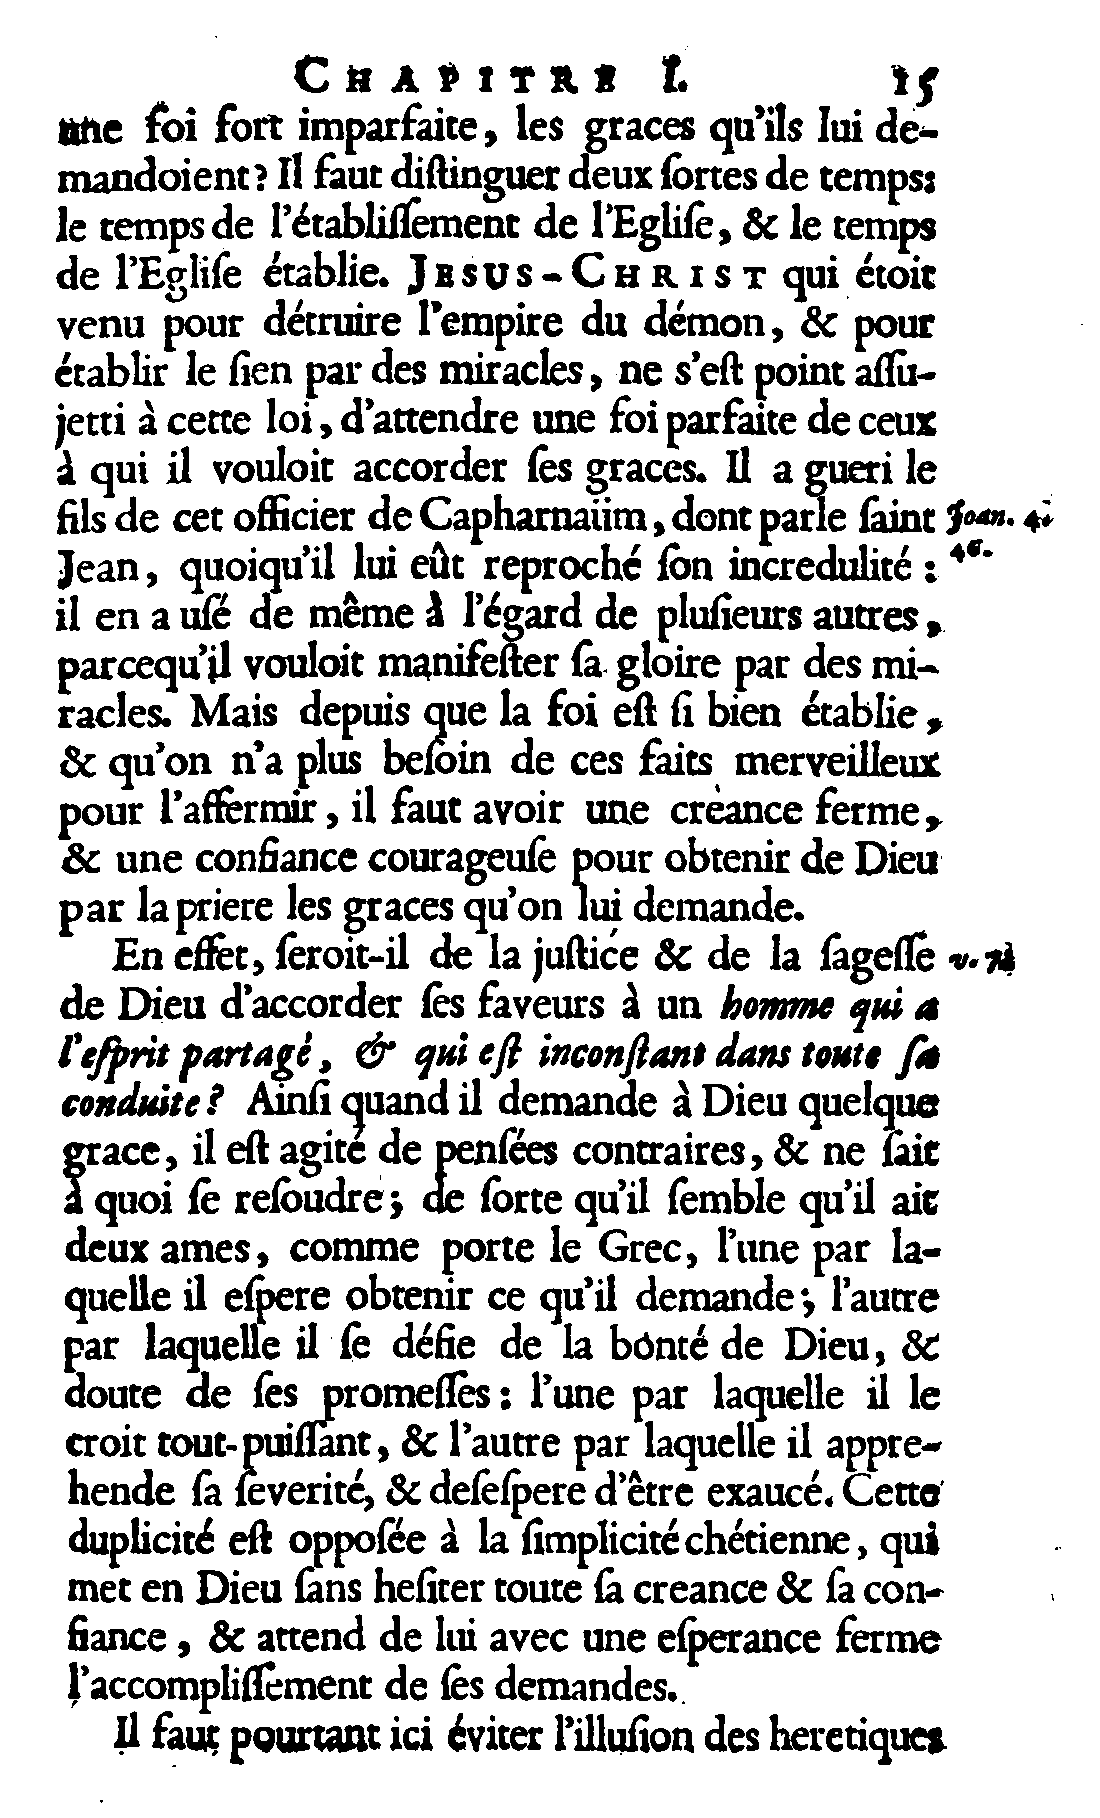 CHAPITRE I. 15
une foi fort imparfaite, les graces qu'ils lui de-
mandoient? Il faut diſtinguer deux ſortes de temps:
le temps de l'établiſſement de l'Egliſe, & le temps
de l'Egliſe établie. JESUS-CHRIST qui étoit
venu pour détruire l'empire du démon, & pour
établir le ſien par des miracles, ne s'eſt point aſſu-
jetti à cette loi, d'attendre une foi parfaite de ceux
à qui il vouloit accorder ſes graces. Il a gueri le
fils de cet officier de Capharnaüm, dont parle ſaint Joan. 4.
Jean, quoiqu'il lui eût reproché ſon incredulité : 46.
il en a uſé de même à l'égard de pluſieurs autres,
parcequ'il vouloit manifeſter ſa gloire par des mi-
racles. Mais depuis que la foi eſt ſi bien établie,
& qu'on n'a plus beſoin de ces faits merveilleux
pour l'affermir, il faut avoir une crèance ferme,
& une confiance courageuſe pour obtenir de Dieu
par la priere les graces qu'on lui demande.
En effet, ſeroit-il de la juſtice & de la ſageſſe v.
de Dieu d'accorder ſes faveurs à un homme qui a
l'eſprit partagé, & qui eſt inconſtant dans toute ſa
conduite? Ainſi quand il demande à Dieu quelque
grace, il eſt agité de penſées contraires, & ne ſait
à quoi ſe reſoudre; de ſorte qu'il ſemble qu'il ait
deux ames, comme porte le Grec, l'une par la-
quelle il eſpere obtenir ce qu'il demande; l'autre
par laquelle il ſe défie de la bonté de Dieu, &
doute de ſes promeſſes : l'une par laquelle il le
croit tout-puiſſant, & l'autre par laquelle il appre-
hende ſa ſeverité, & deſeſpere d'être exaucé. Cette
duplicité eſt oppoſée à la ſimplicité chétienne, qui
met en Dieu ſans heſiter toute ſa creance & ſa con-
fiance, & attend de lui avec une eſperance ferme
l'accompliſſement de ſes demandes.
Il faut pourtant ici éviter l'illuſion des heretiques